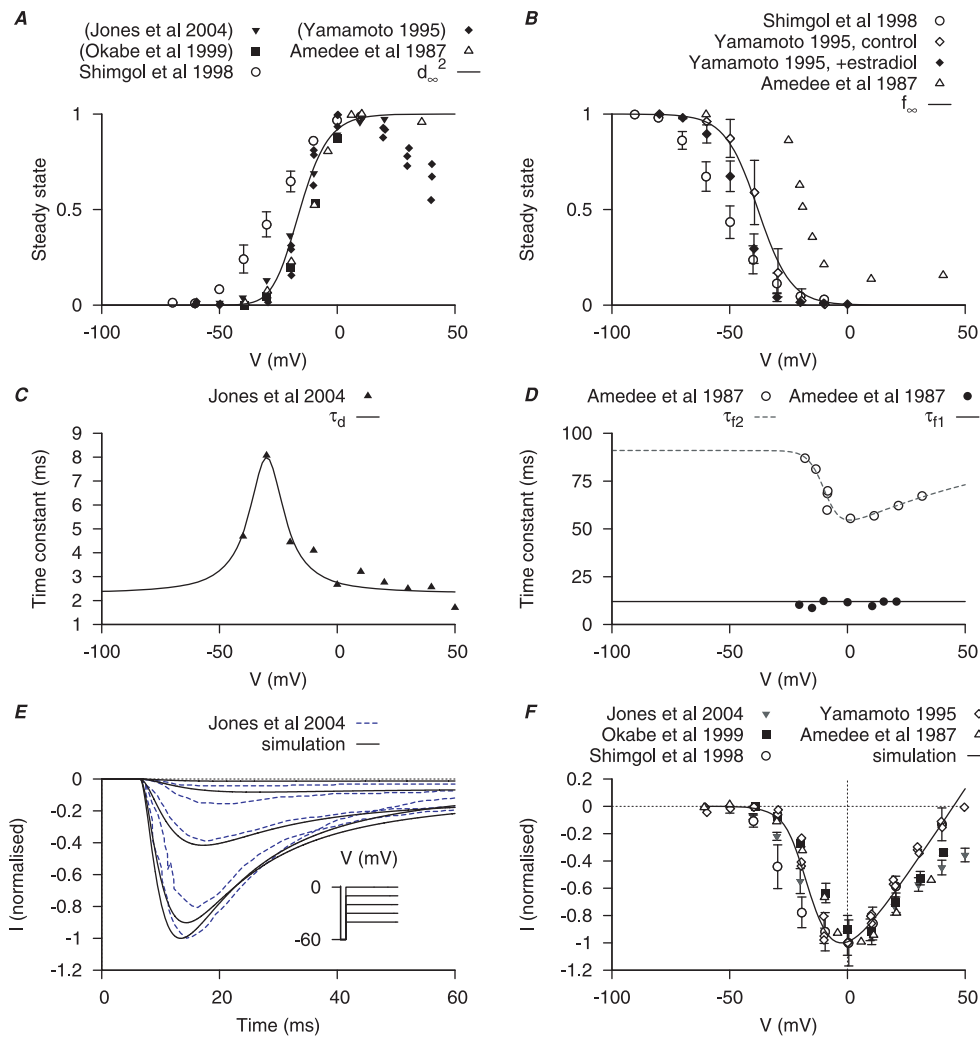 A
(Jones et al 2004)
(Yamamoto 1995)
(Okabe et al 1999)
Amedee et al 1987
Shimgol et al 1998
d∞²
1
0.5
0
Steady state
-100
-50
0
50
V (mV)
B
Shimgol et al 1998
Yamamoto 1995, control
Yamamoto 1995, +estradiol
Amedee et al 1987
f∞
1
0.5
0
Steady state
-100
-50
0
50
V (mV)
C
Jones et al 2004
τd
9
8
7
6
5
4
3
2
1
Time constant (ms)
-100
-50
0
50
V (mV)
D
Amedee et al 1987
Amedee et al 1987
τf2
τf1
100
75
50
25
0
Time constant (ms)
-100
-50
0
50
V (mV)
E
Jones et al 2004
simulation
0
-0.2
-0.4
-0.6
-0.8
-1
-1.2
I (normalised)
V (mV)
0
-60
0
20
40
60
Time (ms)
F
Jones et al 2004
Yamamoto 1995
Okabe et al 1999
Amedee et al 1987
Shimgol et al 1998
simulation
0.2
0
-0.2
-0.4
-0.6
-0.8
-1
-1.2
I (normalised)
-100
-50
0
50
V (mV)